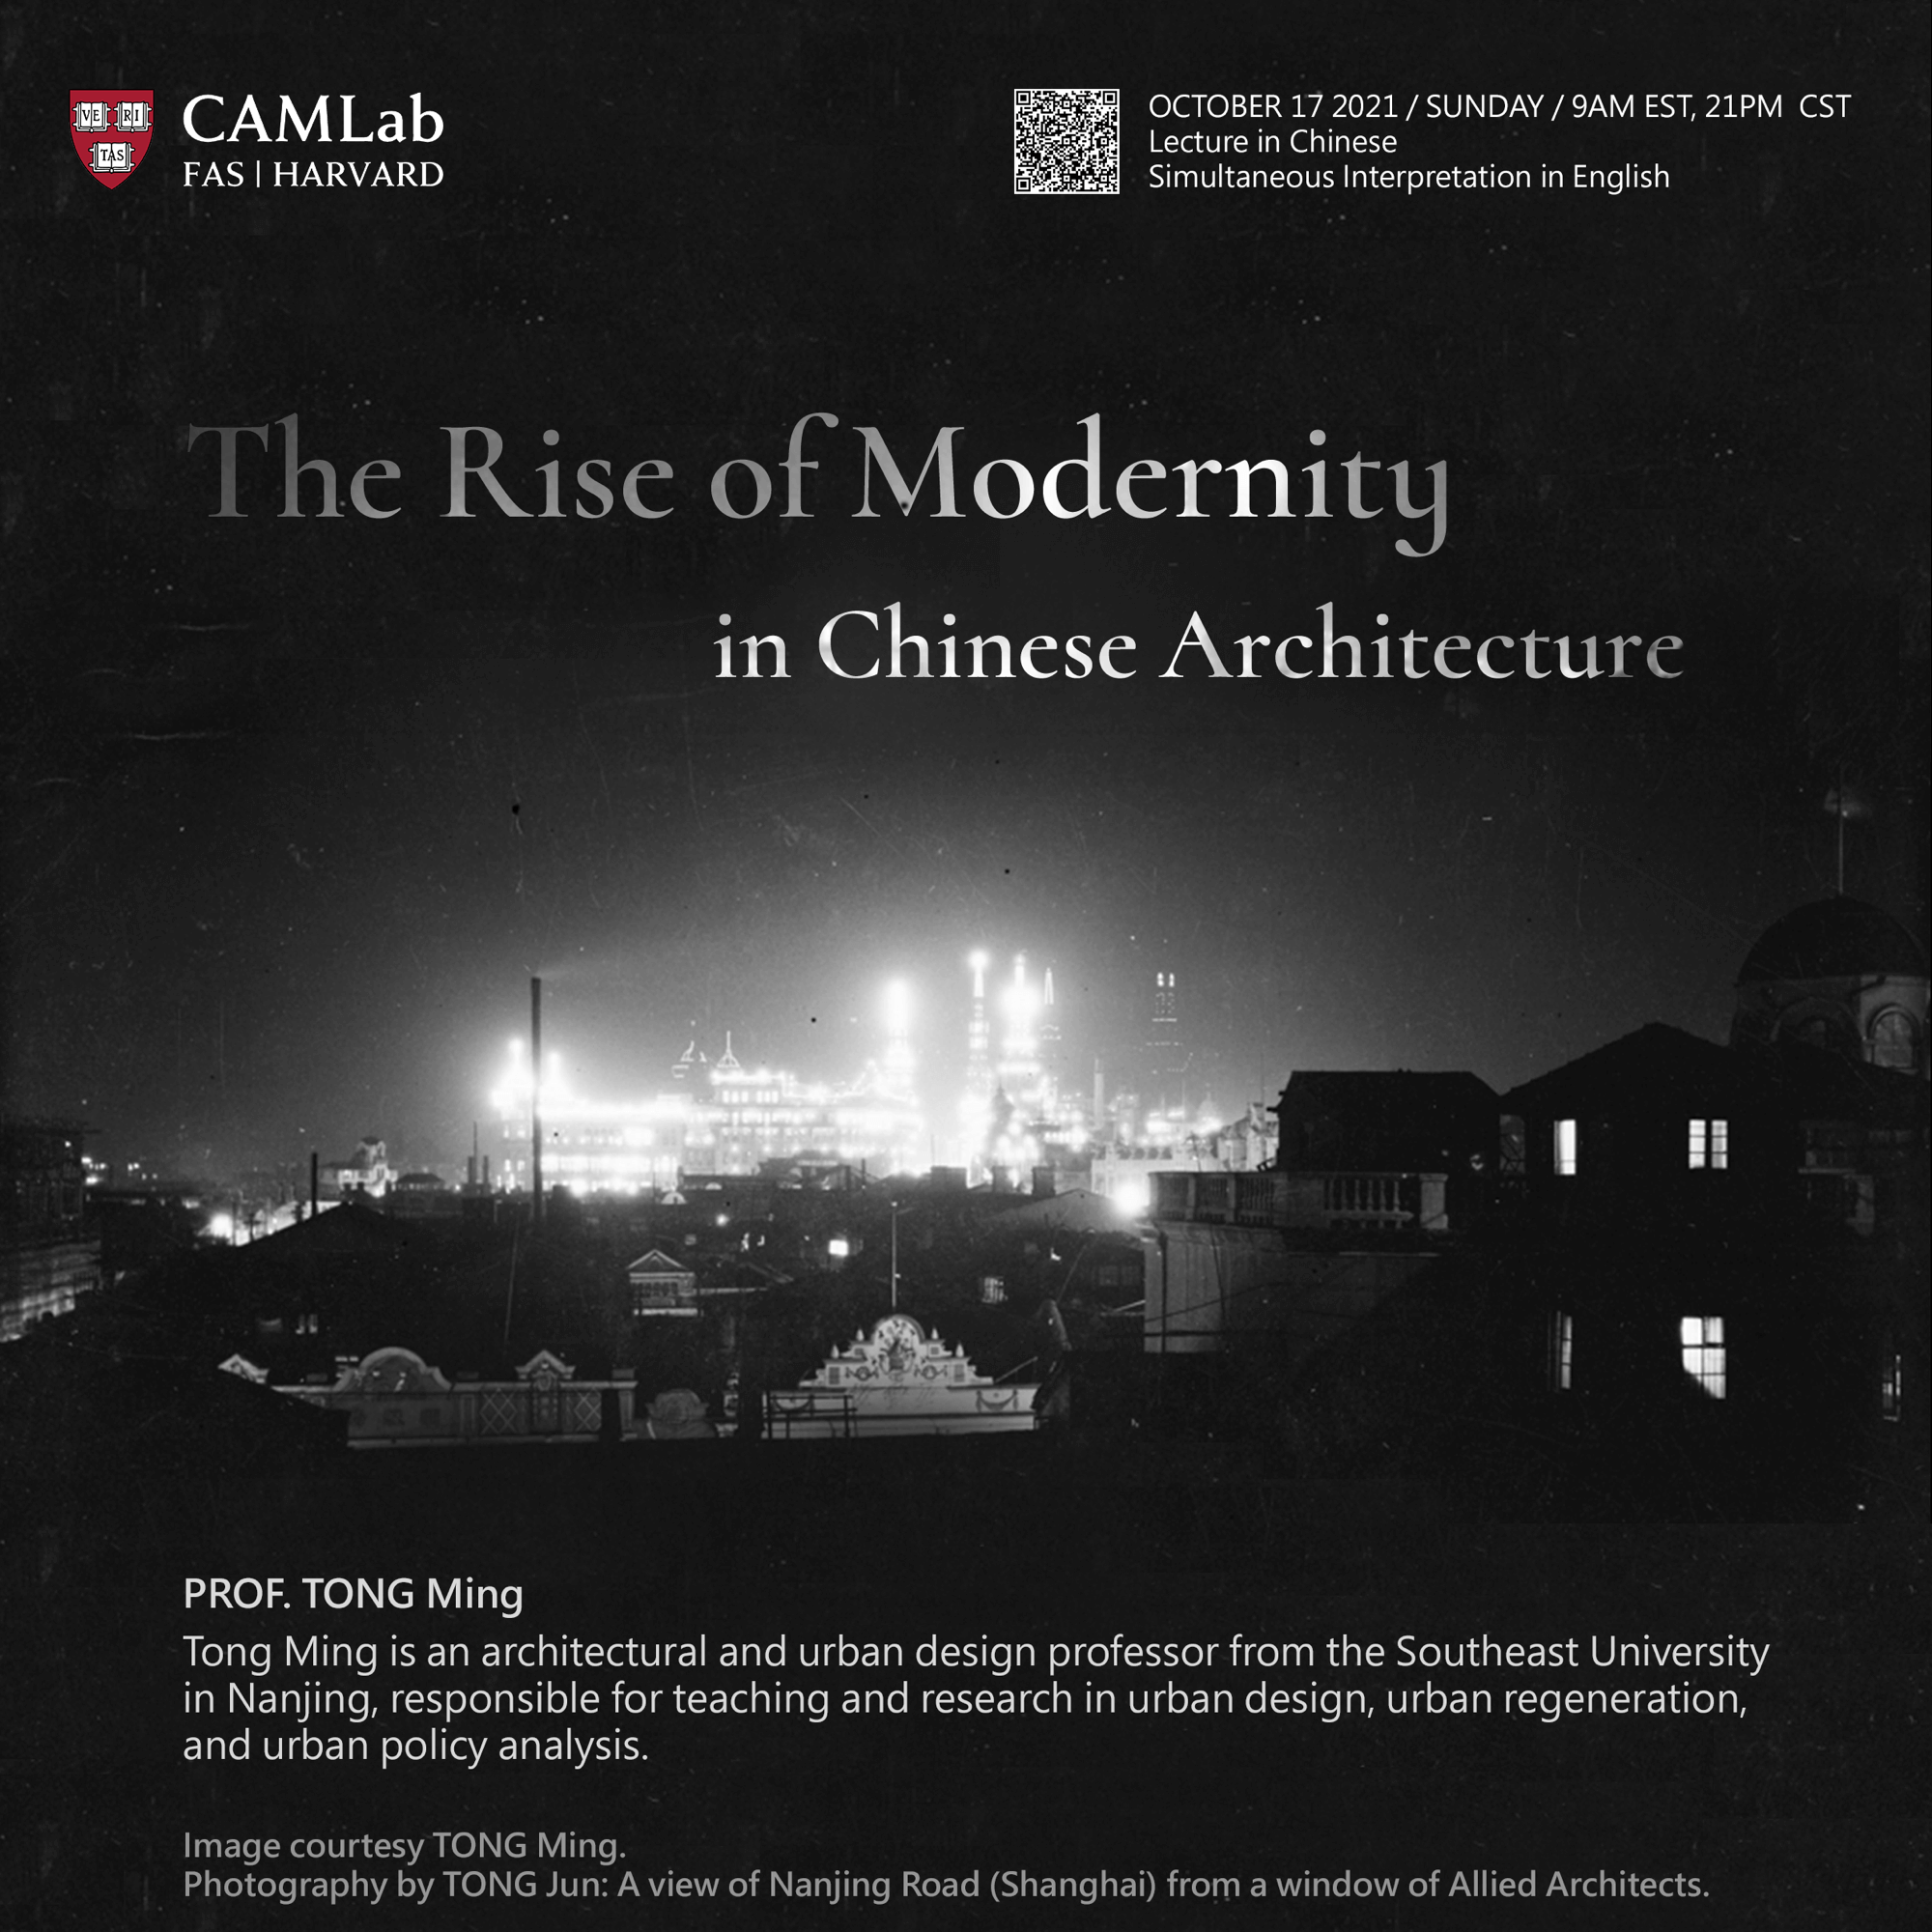 VE RI
TAS
CAMLab
FAS | HARVARD
OCTOBER 17 2021 / SUNDAY / 9AM EST, 21PM CST
Lecture in Chinese
Simultaneous Interpretation in English
The Rise of Modernity
in Chinese Architecture
PROF. TONG Ming
Tong Ming is an architectural and urban design professor from the Southeast University
in Nanjing, responsible for teaching and research in urban design, urban regeneration,
and urban policy analysis.
Image courtesy TONG Ming.
Photography by TONG Jun: A view of Nanjing Road (Shanghai) from a window of Allied Architects.